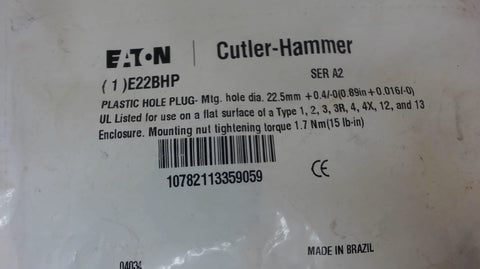 EATON | Cutler-Hammer
(1)E22BHP SER A2
PLASTIC HOLE PLUG- Mtg. hole dia. 22.5mm +0.4/-0(0.89in+0.016/-0)
UL Listed for use on a flat surface of a Type 1, 2, 3, 3R, 4, 4X, 12, and 13
Enclosure. Mounting nut tightening torque 1.7 Nm(15 lb-in)
10782113359059
CE
04034 MADE IN BRAZIL